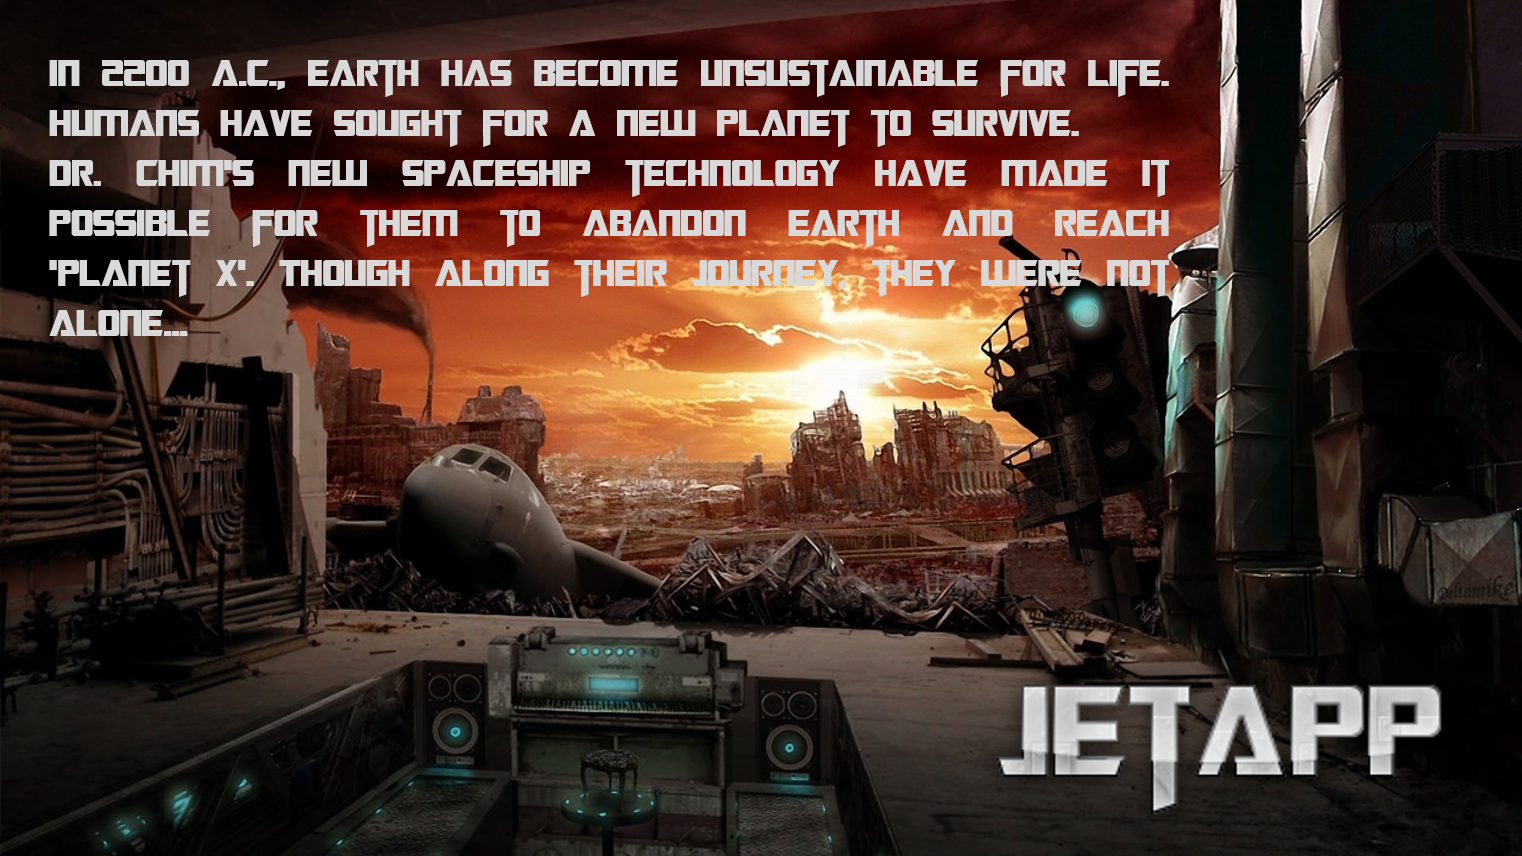 IN 2200 A.C., EARTH HAS BECOME UNSUSTAINABLE FOR LIFE.
HUMANS HAVE SOUGHT FOR A NEW PLANET TO SURVIVE.
DR. CHIM'S NEW SPACESHIP TECHNOLOGY HAVE MADE IT
POSSIBLE FOR THEM TO ABANDON EARTH AND REACH
'PLANET X'. THOUGH ALONG THEIR JOURNEY, THEY WERE NOT
ALONE...
JETAPP